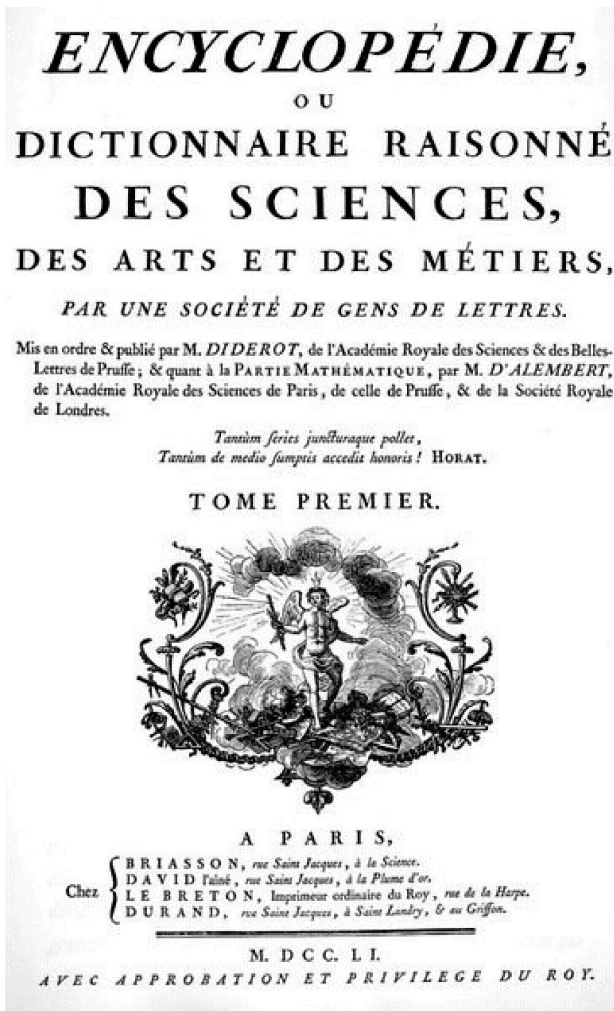 ENCYCLOPÉDIE,
OU
DICTIONNAIRE RAISONNÉ
DES SCIENCES,
DES ARTS ET DES MÉTIERS,
PAR UNE SOCIÉTÉ DE GENS DE LETTRES.
Mis en ordre & publié par M. DIDEROT, de l'Académie Royale des Sciences & des Belles-
Lettres de Pruſſe; & quant à la PARTIE MATHÉMATIQUE, par M. D'ALEMBERT,
de l'Académie Royale des Sciences de Paris, de celle de Pruſſe, & de la Société Royale
de Londres.
Tantùm ſeries juncturaque pollet,
Tantùm de medio ſumptis accedit honoris! HORAT.
TOME PREMIER.
A PARIS,
Chez
BRIASSON, rue Saint Jacques, à la Science.
DAVID l'aîné, rue Saint Jacques, à la Plume d'or.
LE BRETON, Imprimeur ordinaire du Roy, rue de la Harpe.
DURAND, rue Saint Jacques, à Saint Landry, & au Griffon.
M. DCC. LI.
AVEC APPROBATION ET PRIVILEGE DU ROY.